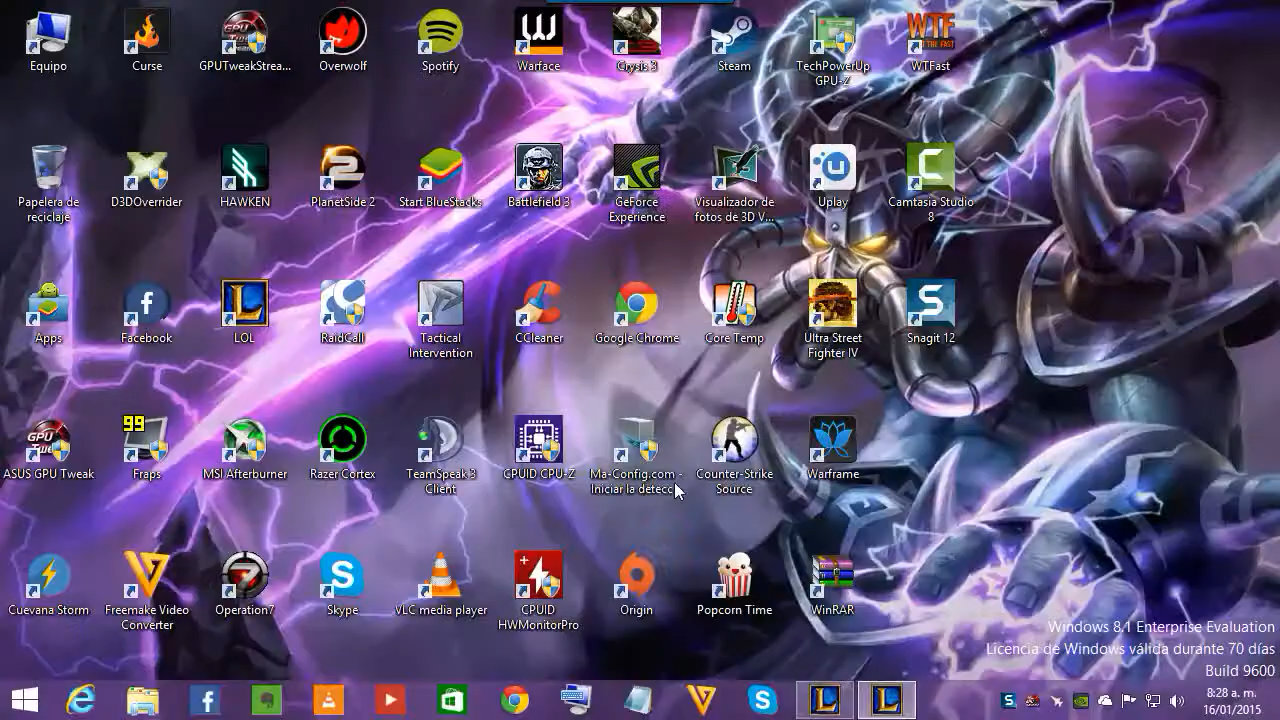 Equipo
Curse
GPUTweakStrea...
Overwolf
Spotify
Warface
Crysis 3
Steam
TechPowerUp
GPU-Z
WTFast
WTF
Papelera de
reciclaje
D3DOverrider
HAWKEN
PlanetSide 2
Start BlueStacks
Battlefield 3
GeForce
Experience
Visualizador de
fotos de 3D V...
Uplay
Camtasia Studio
8
Apps
Facebook
LOL
RaidCall
Tactical
Intervention
CCleaner
Google Chrome
Core Temp
Ultra Street
Fighter IV
Snagit 12
99
ASUS GPU Tweak
Fraps
MSI Afterburner
Razer Cortex
TeamSpeak 3
Client
CPUID CPU-Z
Ma-Config.com -
Iniciar la detecc
Counter-Strike
Source
Warframe
Cuevana Storm
Freemake Video
Converter
Operation7
Skype
VLC media player
CPUID
HWMonitorPro
Origin
Popcorn Time
WinRAR
Windows 8.1 Enterprise Evaluation
Licencia de Windows válida durante 70 días
Build 9600
8:28 a. m.
16/01/2015